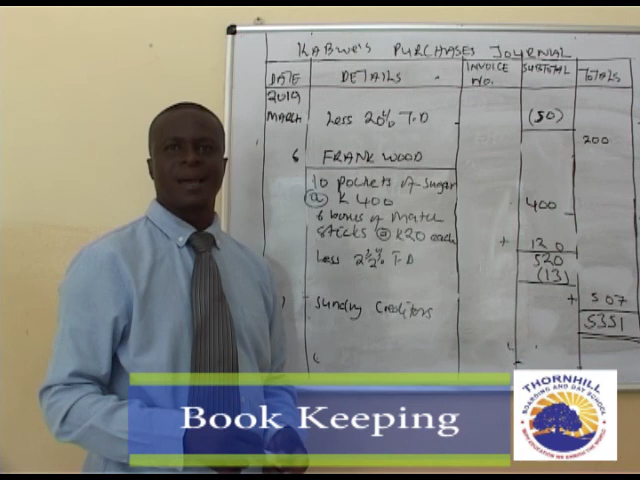 KABWE'S PURCHASES JOURNAL
DATE DETAILS INVOICE NO. SUBTOTAL TOTALS
2019
MARCH Less 20% T.D (50)
200
6 FRANK WOOD
10 pockets of sugar
@ K400 400
6 boxes of match
sticks @ K20 each + 120
520
Less 2½% T.D (13)
+ 507
Sundry Creditors
5351
Book Keeping
THORNHILL
BOARDING AND DAY SCHOOL